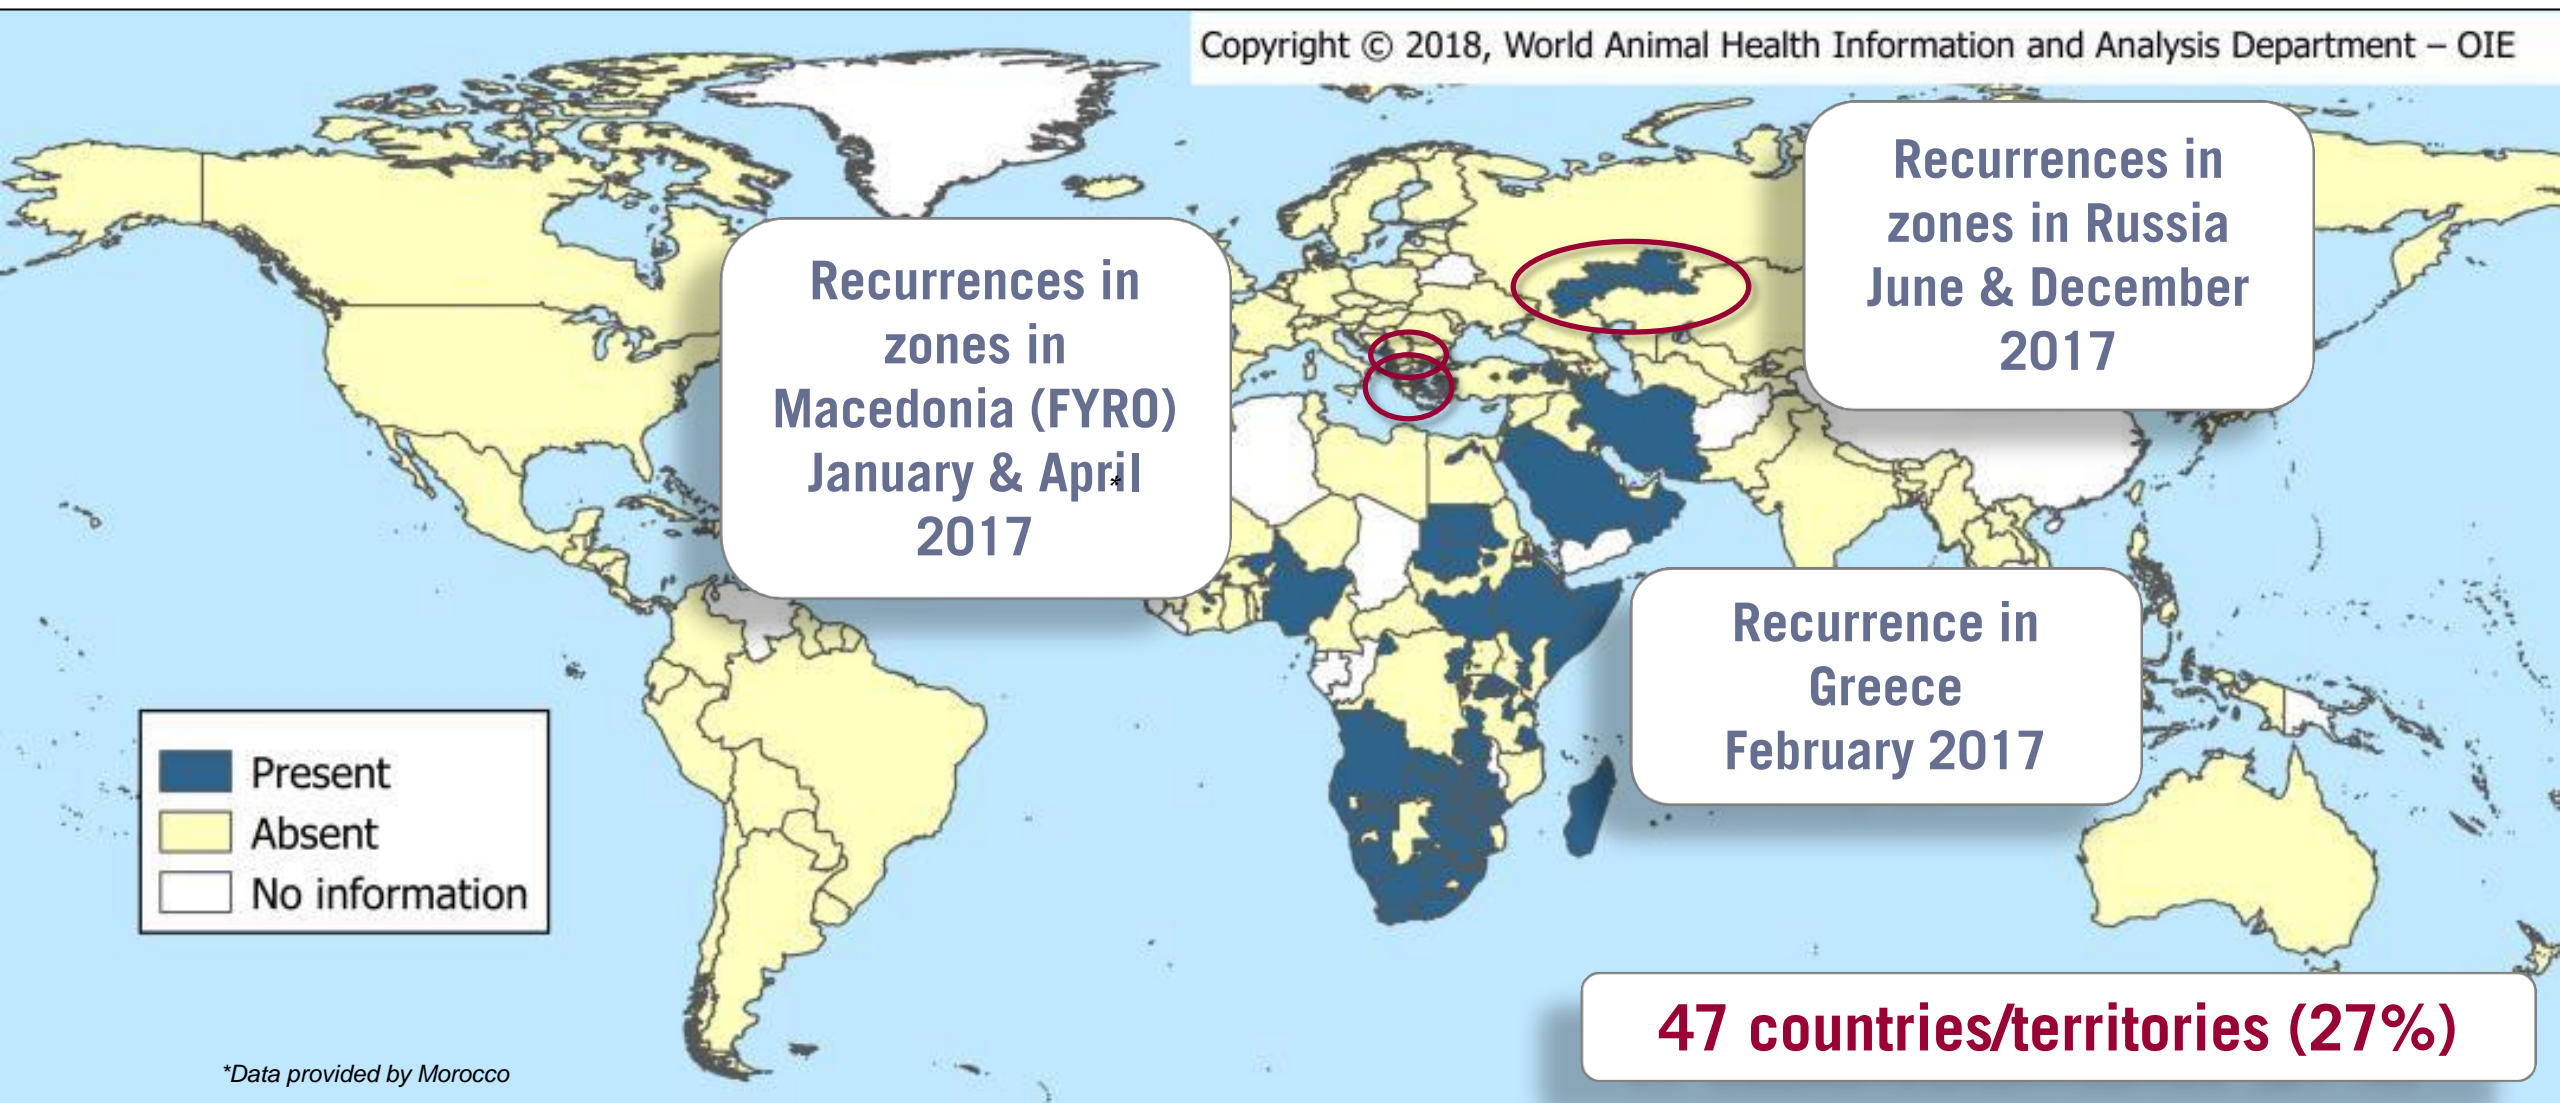 Copyright © 2018, World Animal Health Information and Analysis Department – OIE
Recurrences in
zones in Russia
June & December
2017
Recurrences in
zones in
Macedonia (FYRO)
January & April
*
2017
Recurrence in
Greece
February 2017
Present
Absent
No information
47 countries/territories (27%)
*Data provided by Morocco